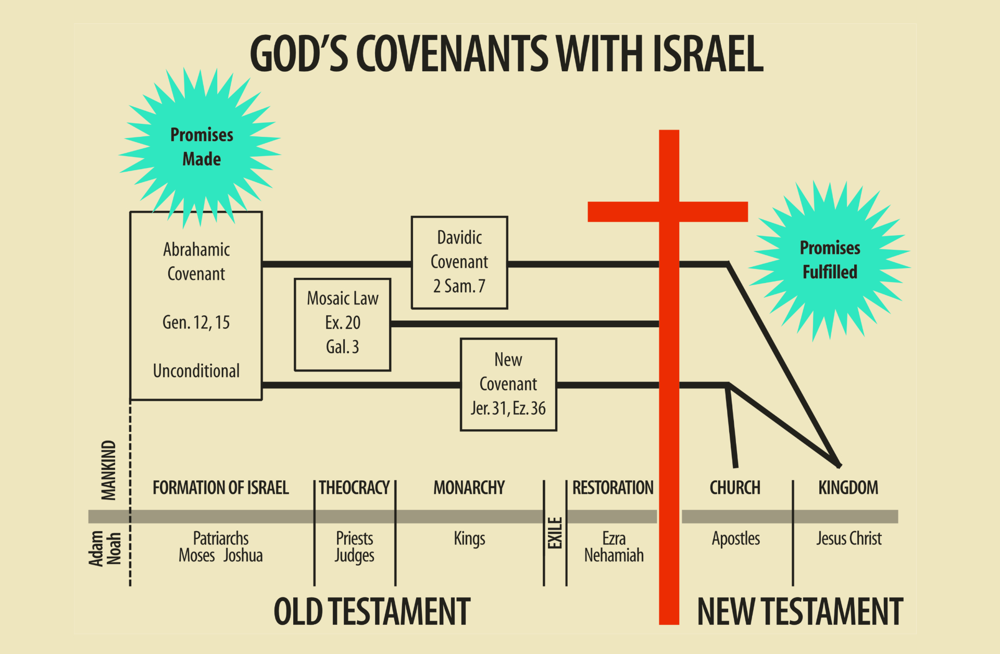 GOD'S COVENANTS WITH ISRAEL
Promises
Made
Promises
Fulfilled
Abrahamic
Covenant
Gen. 12, 15
Unconditional
Mosaic Law
Ex. 20
Gal. 3
Davidic
Covenant
2 Sam. 7
New
Covenant
Jer. 31, Ez. 36
MANKIND
Adam
Noah
FORMATION OF ISRAEL
Patriarchs
Moses Joshua
THEOCRACY
Priests
Judges
MONARCHY
Kings
EXILE
RESTORATION
Ezra
Nehamiah
CHURCH
Apostles
KINGDOM
Jesus Christ
OLD TESTAMENT
NEW TESTAMENT